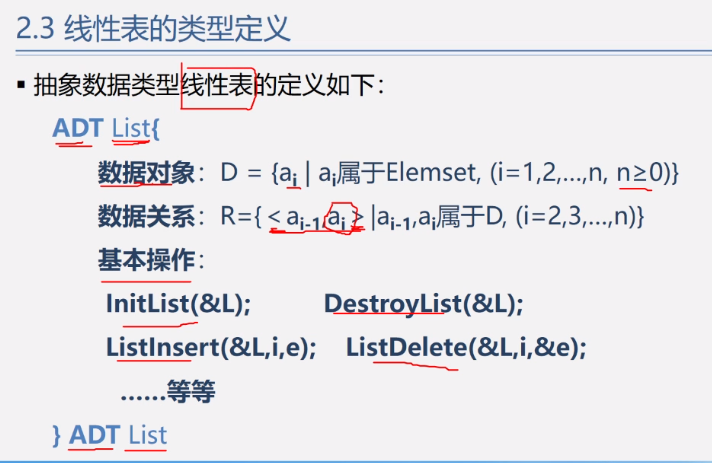 2.3 线性表的类型定义
▪ 抽象数据类型线性表的定义如下：
ADT List{
数据对象：D = {ai | ai属于Elemset, (i=1,2,…,n, n≥0)}
数据关系：R={＜ai-1,ai＞|ai-1,ai属于D, (i=2,3,…,n)}
基本操作：
InitList(&L); DestroyList(&L);
ListInsert(&L,i,e); ListDelete(&L,i,&e);
……等等
} ADT List